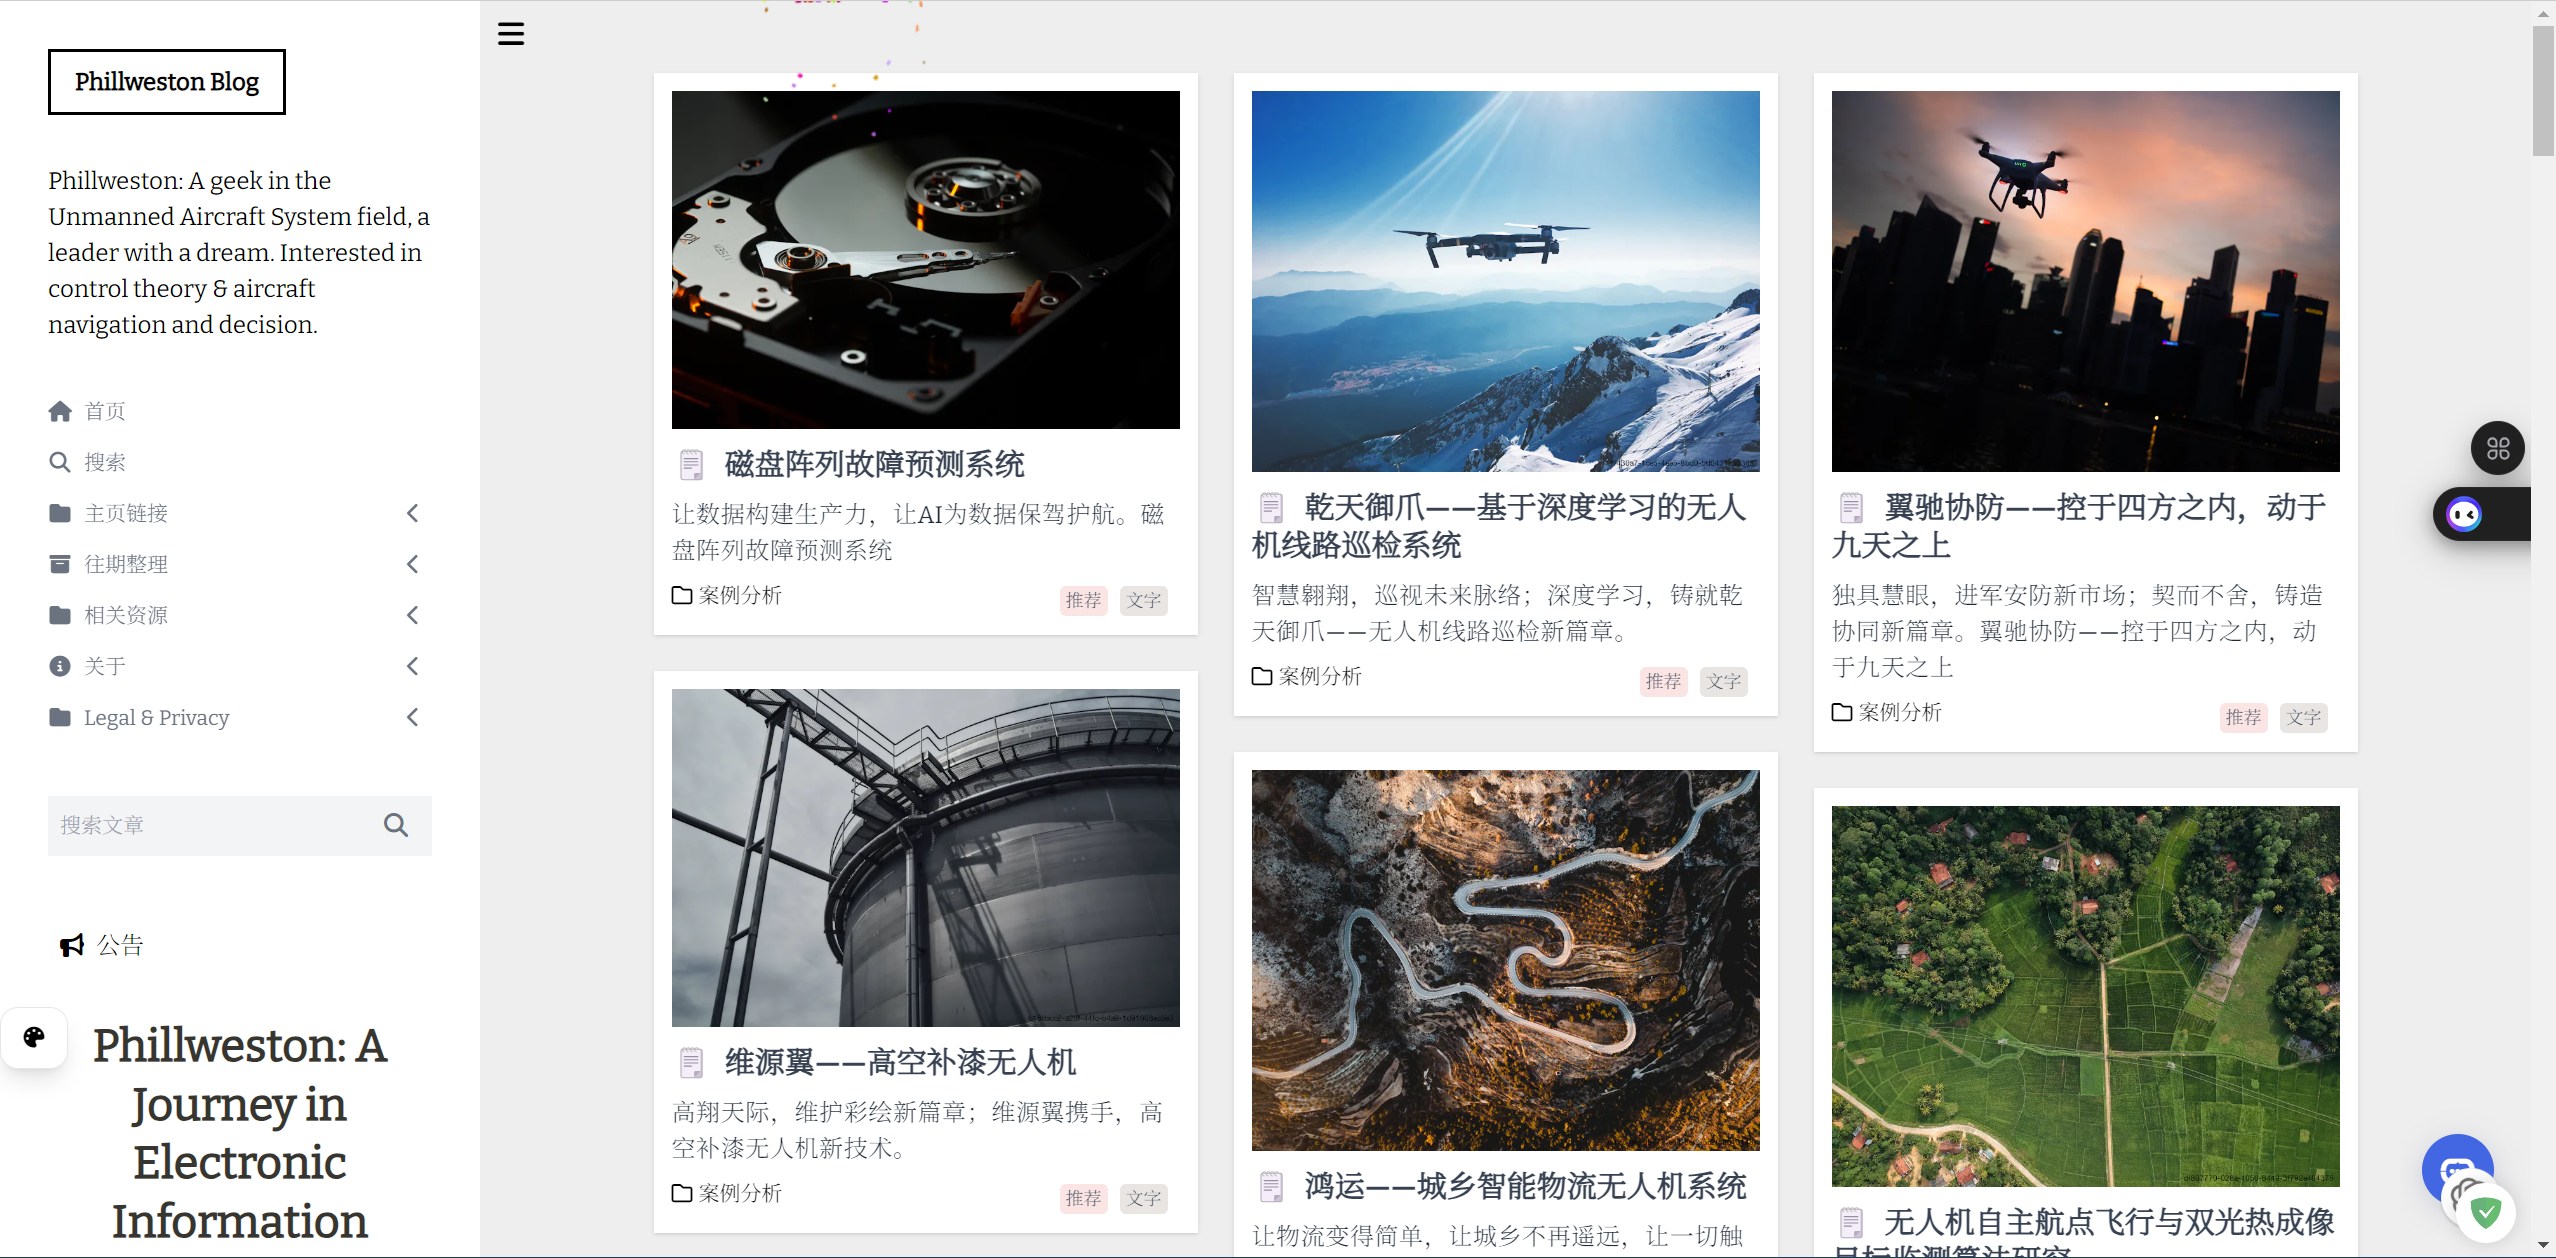 Phillweston Blog
Phillweston: A geek in the
Unmanned Aircraft System field, a
leader with a dream. Interested in
control theory & aircraft
navigation and decision.
首页
搜索
主页链接
往期整理
相关资源
关于
Legal & Privacy
搜索文章
公告
Phillweston: A
Journey in
Electronic
Information
磁盘阵列故障预测系统
让数据构建生产力，让AI为数据保驾护航。磁
盘阵列故障预测系统
案例分析
推荐 文字
维源翼——高空补漆无人机
高翔天际，维护彩绘新篇章；维源翼携手，高
空补漆无人机新技术。
案例分析
推荐 文字
乾天御爪——基于深度学习的无人
机线路巡检系统
智慧翱翔，巡视未来脉络；深度学习，铸就乾
天御爪——无人机线路巡检新篇章。
案例分析
推荐 文字
鸿运——城乡智能物流无人机系统
让物流变得简单，让城乡不再遥远，让一切触
翼驰协防——控于四方之内，动于
九天之上
独具慧眼，进军安防新市场；契而不舍，铸造
协同新篇章。翼驰协防——控于四方之内，动
于九天之上
案例分析
推荐 文字
无人机自主航点飞行与双光热成像
目标监测算法研究